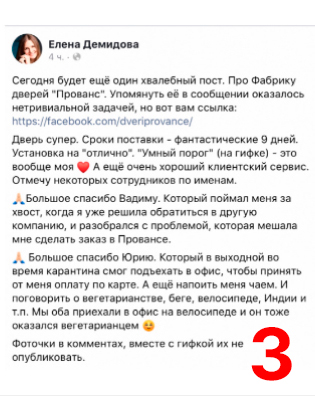 Елена Демидова
4 ч. ·
Сегодня будет ещё один хвалебный пост. Про Фабрику
дверей "Прованс". Упомянуть её в сообщении оказалось
нетривиальной задачей, но вот вам ссылка:
https://facebook.com/dveriprovance/
Дверь супер. Сроки поставки - фантастические 9 дней.
Установка на "отлично". "Умный порог" (на гифке) - это
вообще моя ❤️ А ещё очень хороший клиентский сервис.
Отмечу некоторых сотрудников по именам.
🙏Большое спасибо Вадиму. Который поймал меня за
хвост, когда я уже решила обратиться в другую
компанию, и разобрался с проблемой, которая мешала
мне сделать заказ в Провансе.
🙏 Большое спасибо Юрию. Который в выходной во
время карантина смог подъехать в офис, чтобы принять
от меня оплату по карте. А ещё напоить меня чаем. И
поговорить о вегетарианстве, беге, велосипеде, Индии и
т.п. Мы оба приехали в офис на велосипеде и он тоже
оказался вегетарианцем ☺️
Фоточки в комментах, вместе с гифкой их не
опубликовать.
3